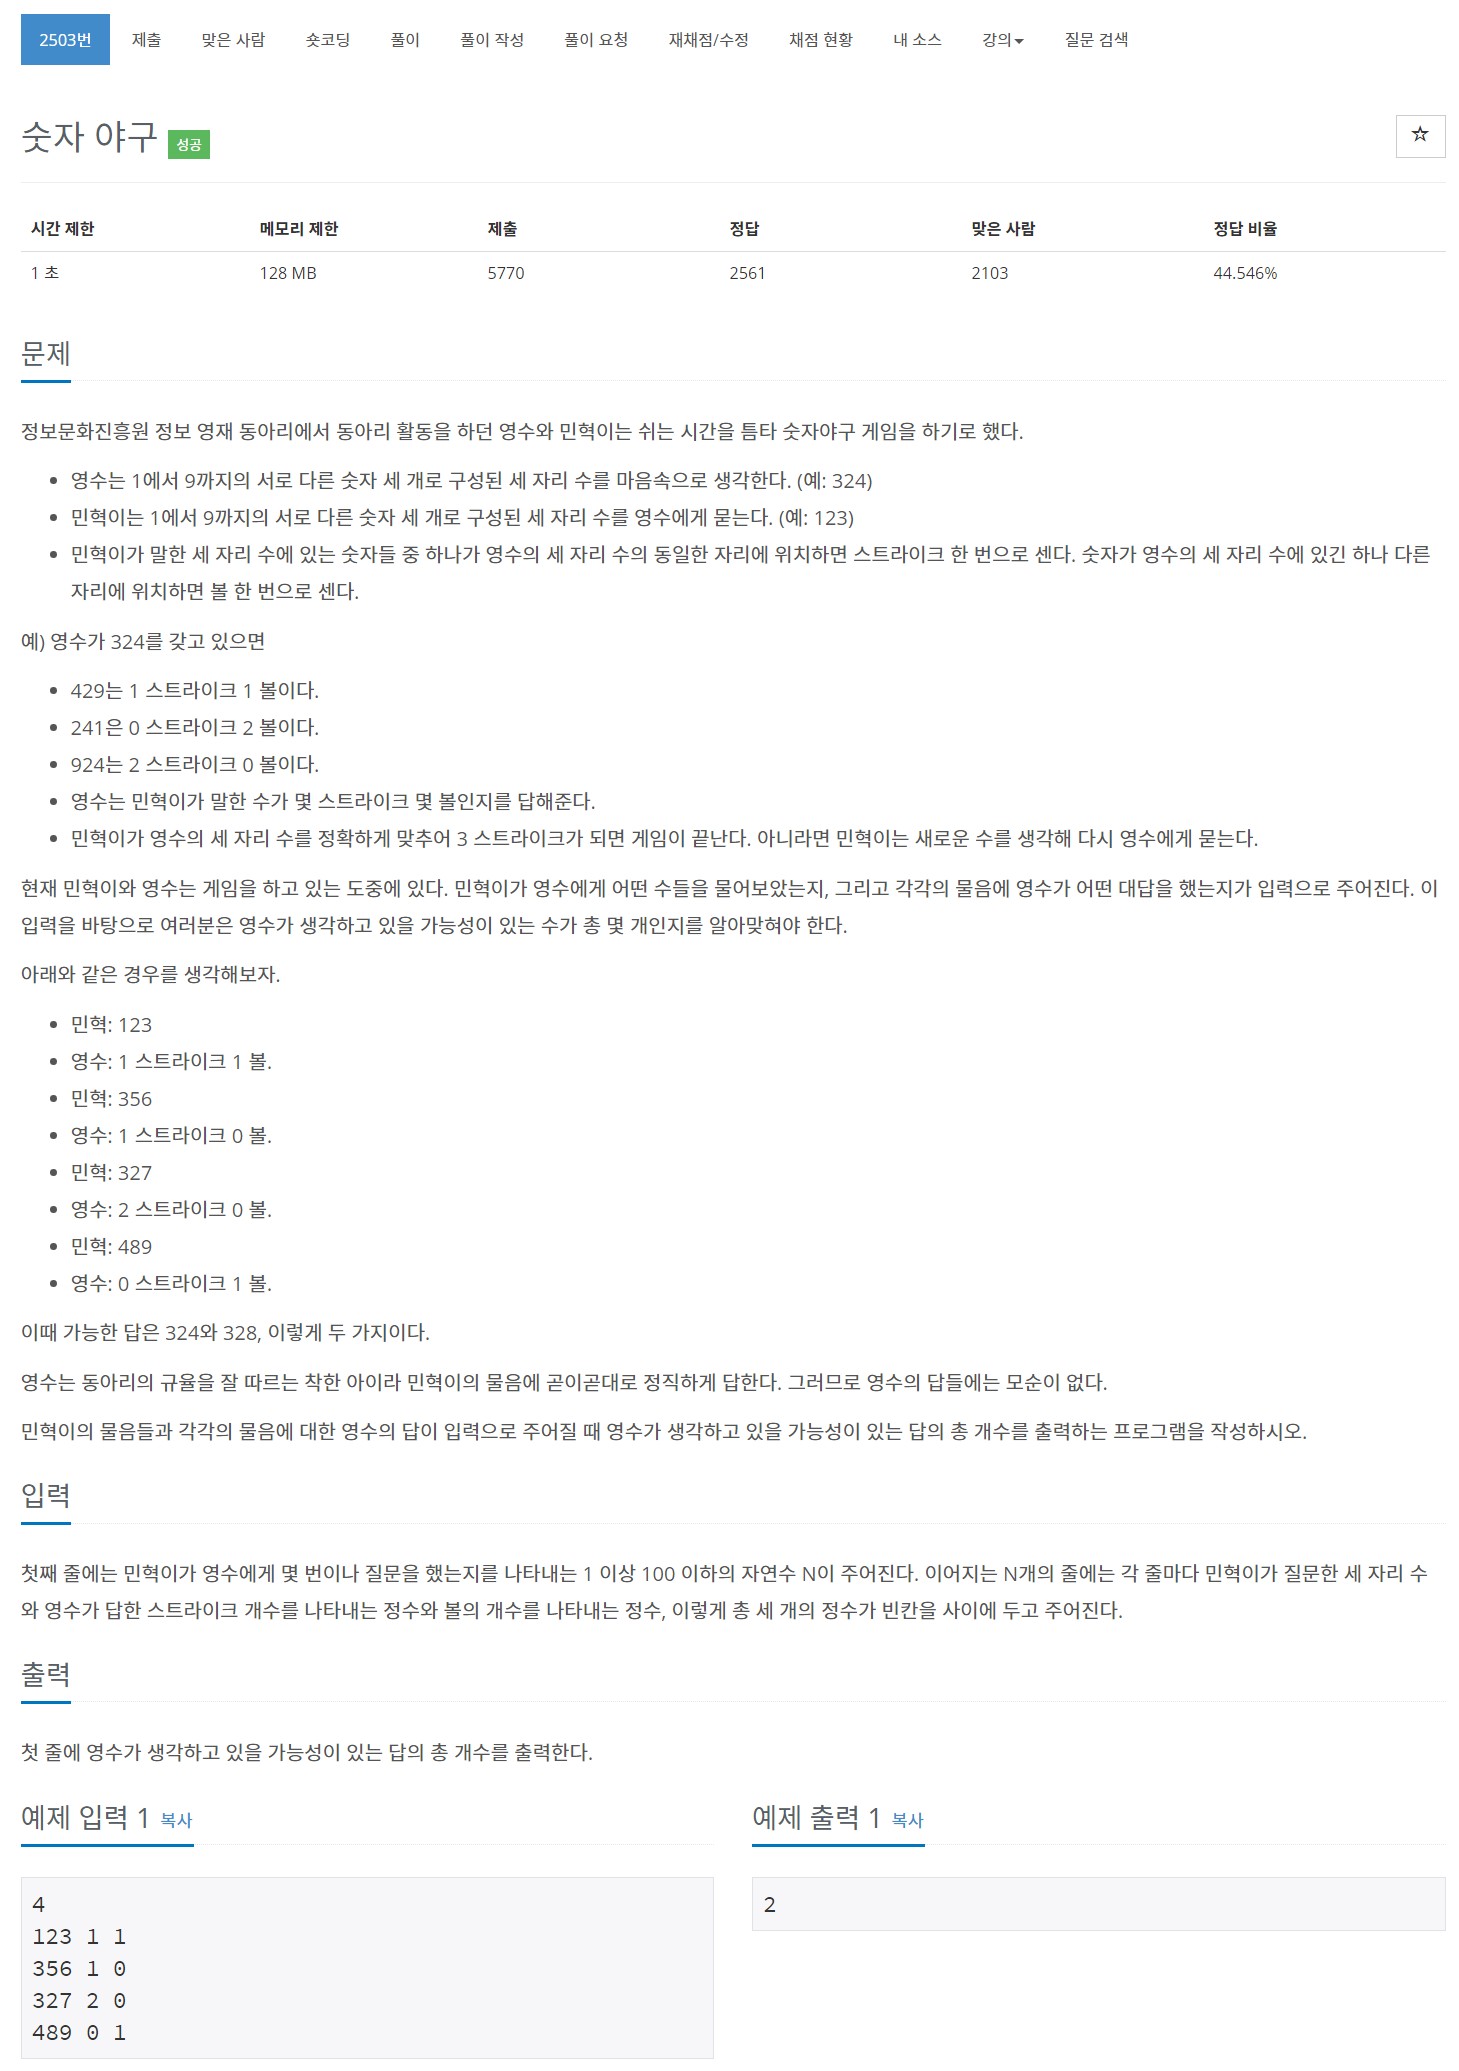 2503번 제출 맞은 사람 숏코딩 풀이 풀이 작성 풀이 요청 재채점/수정 채점 현황 내 소스 강의 질문 검색
숫자 야구 성공
시간 제한 메모리 제한 제출 정답 맞은 사람 정답 비율
1 초 128 MB 5770 2561 2103 44.546%
문제
정보문화진흥원 정보 영재 동아리에서 동아리 활동을 하던 영수와 민혁이는 쉬는 시간을 틈타 숫자야구 게임을 하기로 했다.
• 영수는 1에서 9까지의 서로 다른 숫자 세 개로 구성된 세 자리 수를 마음속으로 생각한다. (예: 324)
• 민혁이는 1에서 9까지의 서로 다른 숫자 세 개로 구성된 세 자리 수를 영수에게 묻는다. (예: 123)
• 민혁이가 말한 세 자리 수에 있는 숫자들 중 하나가 영수의 세 자리 수의 동일한 자리에 위치하면 스트라이크 한 번으로 센다. 숫자가 영수의 세 자리 수에 있긴 하나 다른
자리에 위치하면 볼 한 번으로 센다.
예) 영수가 324를 갖고 있으면
• 429는 1 스트라이크 1 볼이다.
• 241은 0 스트라이크 2 볼이다.
• 924는 2 스트라이크 0 볼이다.
• 영수는 민혁이가 말한 수가 몇 스트라이크 몇 볼인지를 답해준다.
• 민혁이가 영수의 세 자리 수를 정확하게 맞추어 3 스트라이크가 되면 게임이 끝난다. 아니라면 민혁이는 새로운 수를 생각해 다시 영수에게 묻는다.
현재 민혁이와 영수는 게임을 하고 있는 도중에 있다. 민혁이가 영수에게 어떤 수들을 물어보았는지, 그리고 각각의 물음에 영수가 어떤 대답을 했는지가 입력으로 주어진다. 이
입력을 바탕으로 여러분은 영수가 생각하고 있을 가능성이 있는 수가 총 몇 개인지를 알아맞혀야 한다.
아래와 같은 경우를 생각해보자.
• 민혁: 123
• 영수: 1 스트라이크 1 볼.
• 민혁: 356
• 영수: 1 스트라이크 0 볼.
• 민혁: 327
• 영수: 2 스트라이크 0 볼.
• 민혁: 489
• 영수: 0 스트라이크 1 볼.
이때 가능한 답은 324와 328, 이렇게 두 가지이다.
영수는 동아리의 규율을 잘 따르는 착한 아이라 민혁이의 물음에 곧이곧대로 정직하게 답한다. 그러므로 영수의 답들에는 모순이 없다.
민혁이의 물음들과 각각의 물음에 대한 영수의 답이 입력으로 주어질 때 영수가 생각하고 있을 가능성이 있는 답의 총 개수를 출력하는 프로그램을 작성하시오.
입력
첫째 줄에는 민혁이가 영수에게 몇 번이나 질문을 했는지를 나타내는 1 이상 100 이하의 자연수 N이 주어진다. 이어지는 N개의 줄에는 각 줄마다 민혁이가 질문한 세 자리 수
와 영수가 답한 스트라이크 개수를 나타내는 정수와 볼의 개수를 나타내는 정수, 이렇게 총 세 개의 정수가 빈칸을 사이에 두고 주어진다.
출력
첫 줄에 영수가 생각하고 있을 가능성이 있는 답의 총 개수를 출력한다.
예제 입력 1 복사
4
123 1 1
356 1 0
327 2 0
489 0 1
예제 출력 1 복사
2